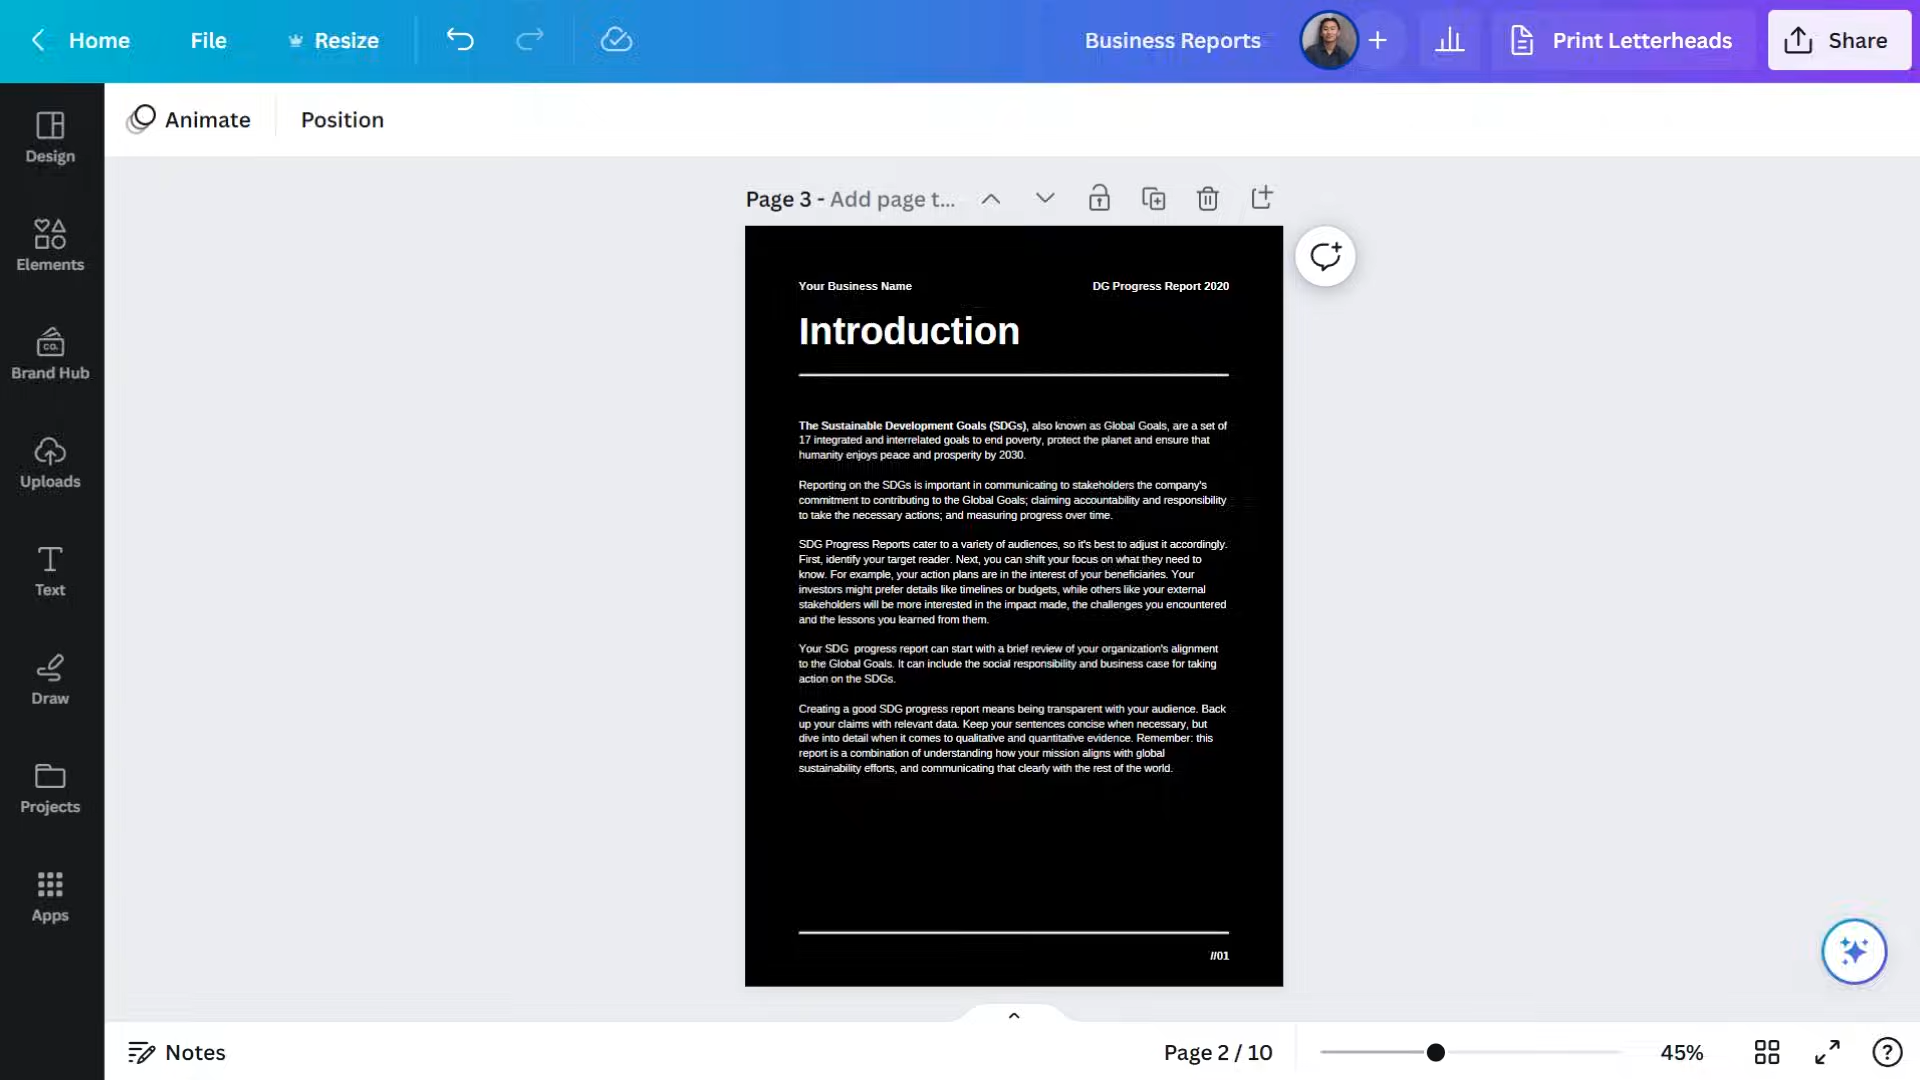 Home File Resize Business Reports Print Letterheads Share
Animate Position
Design
Elements
CO.
Brand Hub
Uploads
Text
Draw
Projects
Apps
Page 3 - Add page t...
Your Business Name DG Progress Report 2020
Introduction
The Sustainable Development Goals (SDGs), also known as Global Goals, are a set of
17 integrated and interrelated goals to end poverty, protect the planet and ensure that
humanity enjoys peace and prosperity by 2030.
Reporting on the SDGs is important in communicating to stakeholders the company's
commitment to contributing to the Global Goals; claiming accountability and responsibility
to take the necessary actions; and measuring progress over time.
SDG Progress Reports cater to a variety of audiences, so it's best to adjust it accordingly.
First, identify your target reader. Next, you can shift your focus on what they need to
know. For example, your action plans are in the interest of your beneficiaries. Your
investors might prefer details like timelines or budgets, while others like your external
stakeholders will be more interested in the impact made, the challenges you encountered
and the lessons you learned from them.
Your SDG  progress report can start with a brief review of your organization's alignment
to the Global Goals. It can include the social responsibility and business case for taking
action on the SDGs.
Creating a good SDG progress report means being transparent with your audience. Back
up your claims with relevant data. Keep your sentences concise when necessary, but
dive into detail when it comes to qualitative and quantitative evidence. Remember: this
report is a combination of understanding how your mission aligns with global
sustainability efforts, and communicating that clearly with the rest of the world.
//01
Notes Page 2 / 10 45%